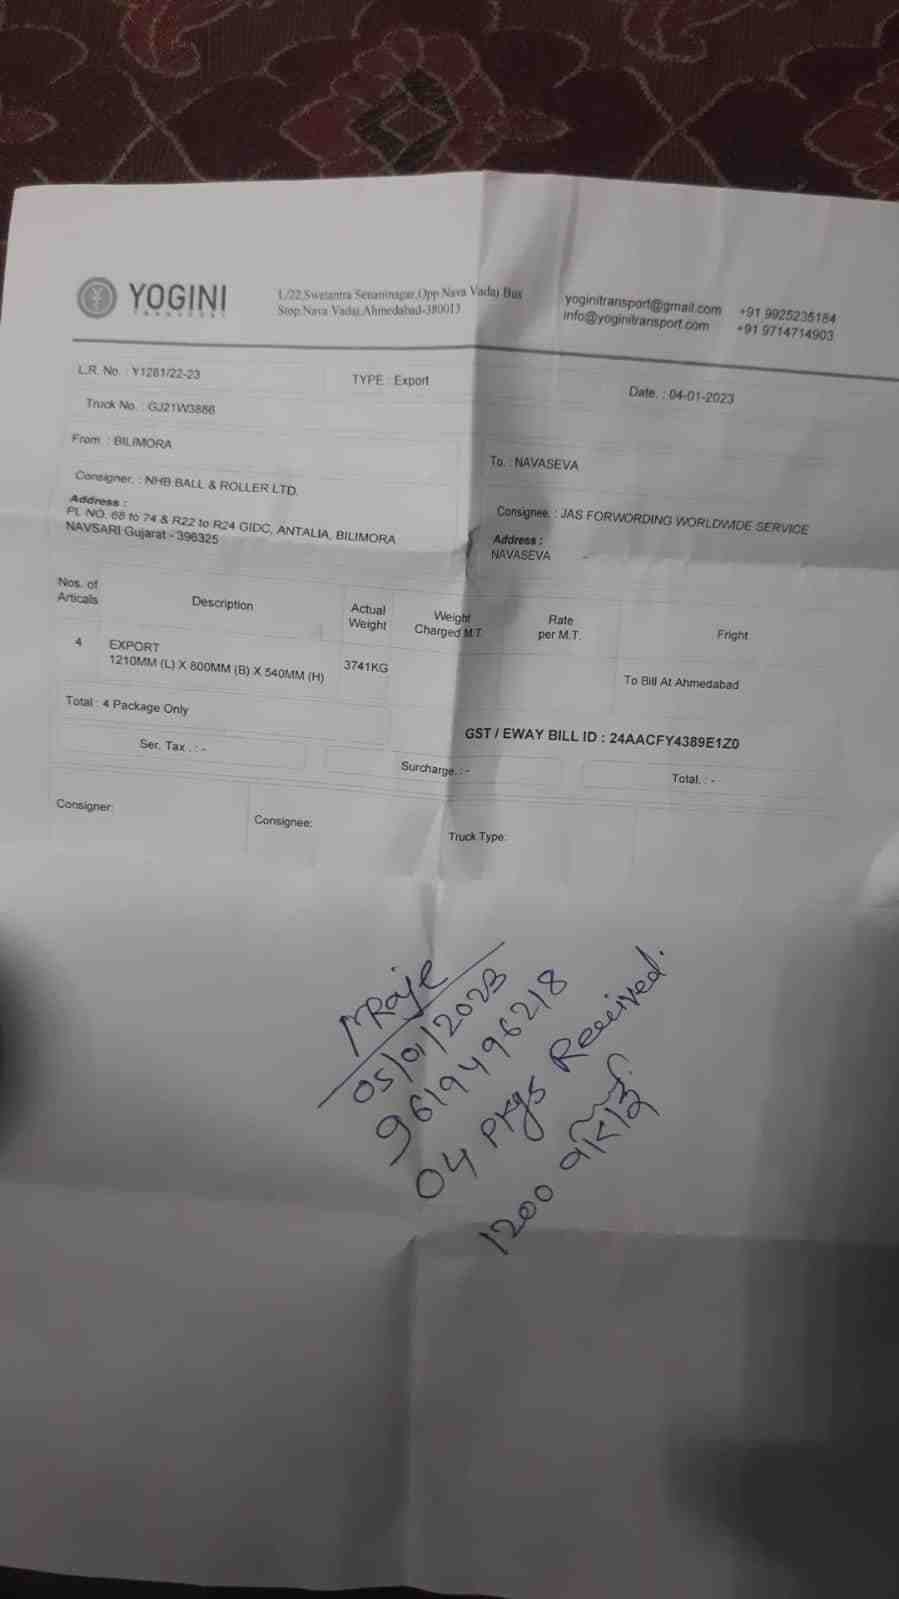 YOGINI
TRANSPORT
L/22,Swetantra Senaninagar,Opp.Nava Vadaj Bus
Stop,Nava Vadaj,Ahmedabad-380013
yoginitransport@gmail.com
info@yoginitransport.com
+91 9925235184
+91 9714714903
L.R. No. : Y1281/22-23
TYPE : Export
Date. : 04-01-2023
Truck No. : GJ21W3886
From. : BILIMORA
To. : NAVASEVA
Consigner. : NHB BALL & ROLLER LTD.
Address :
PL NO. 68 to 74 & R22 to R24 GIDC, ANTALIA, BILIMORA
NAVSARI Gujarat - 396325
Consignee. : JAS FORWORDING WORLDWIDE SERVICE
Address :
NAVASEVA
Nos. of Articals
Description
Actual Weight
Weight Charged M.T.
Rate per M.T.
Fright
4
EXPORT
1210MM (L) X 800MM (B) X 540MM (H)
3741KG
To Bill At Ahmedabad
Total : 4 Package Only
GST / EWAY BILL ID : 24AACFY4389E1Z0
Ser. Tax . : -
Surcharge. : -
Total. : -
Consigner:
Consignee:
Truck Type:
05/01/2023
9619496218
04 Pkgs Received.
1200